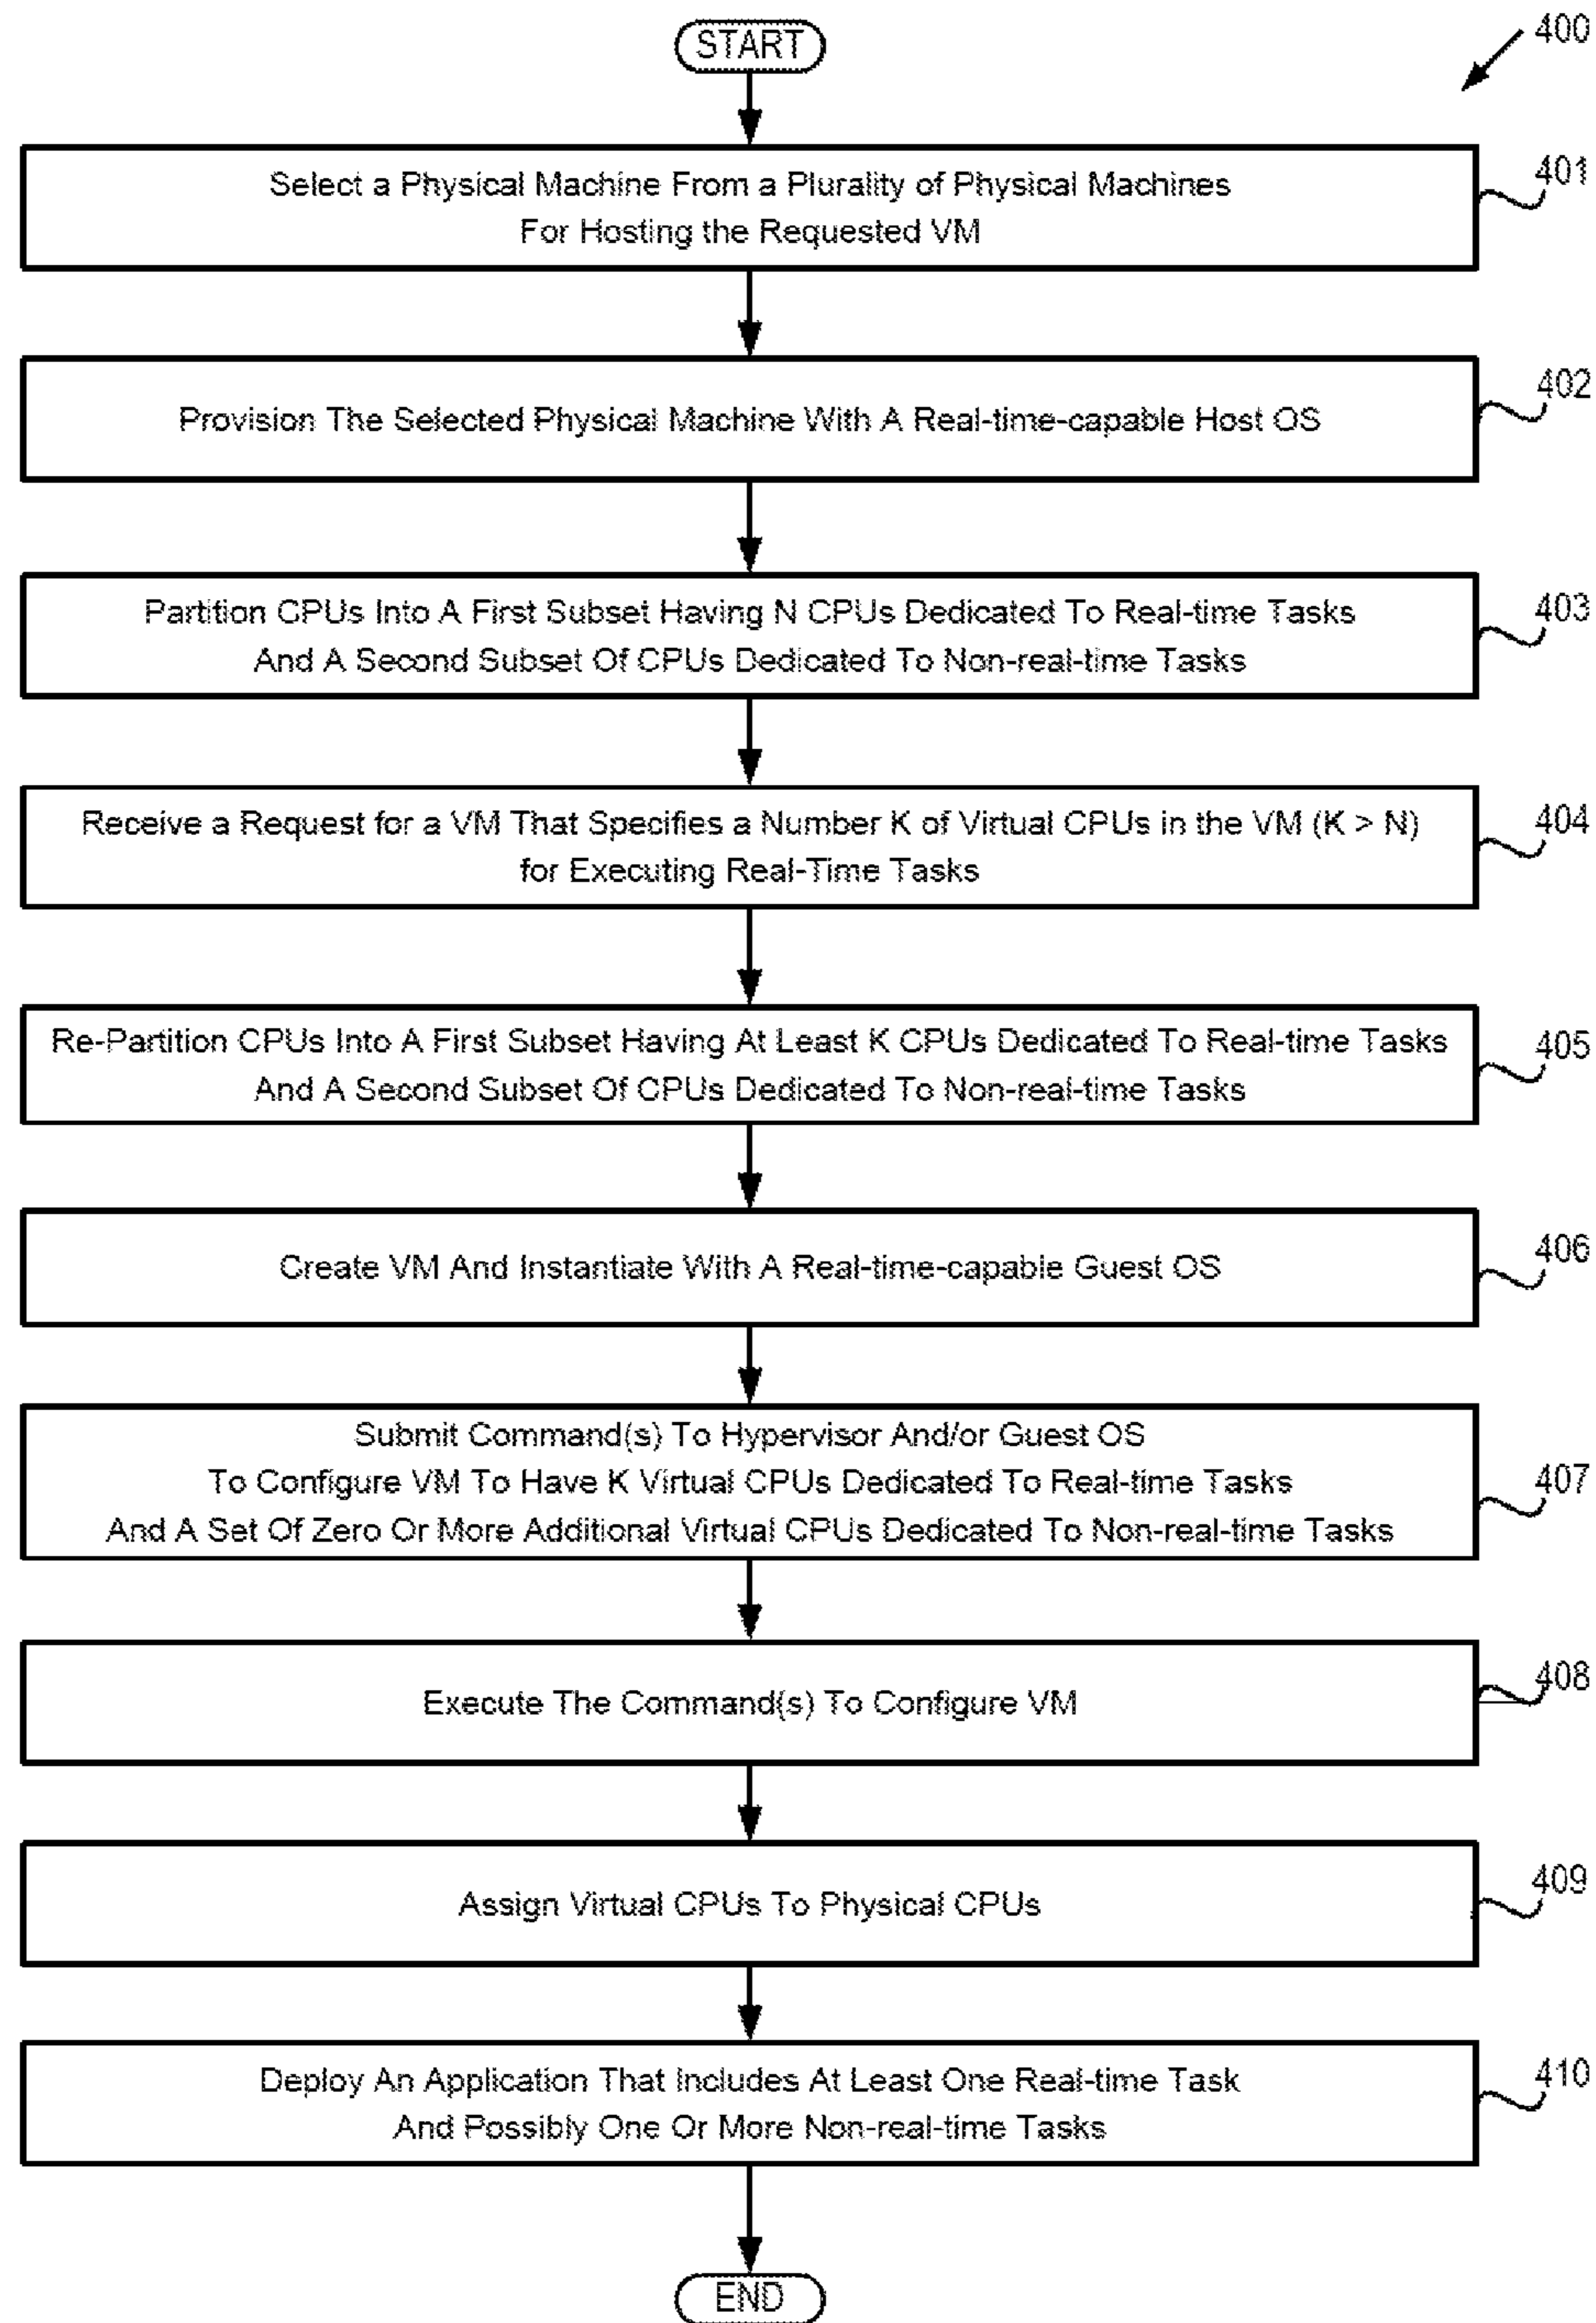 START
400
Select a Physical Machine From a Plurality of Physical Machines
For Hosting the Requested VM
401
Provision The Selected Physical Machine With A Real-time-capable Host OS
402
Partition CPUs Into A First Subset Having N CPUs Dedicated To Real-time Tasks
And A Second Subset Of CPUs Dedicated To Non-real-time Tasks
403
Receive a Request for a VM That Specifies a Number K of Virtual CPUs in the VM (K > N)
for Executing Real-Time Tasks
404
Re-Partition CPUs Into A First Subset Having At Least K CPUs Dedicated To Real-time Tasks
And A Second Subset Of CPUs Dedicated To Non-real-time Tasks
405
Create VM And Instantiate With A Real-time-capable Guest OS
406
Submit Command(s) To Hypervisor And/or Guest OS
To Configure VM To Have K Virtual CPUs Dedicated To Real-time Tasks
And A Set Of Zero Or More Additional Virtual CPUs Dedicated To Non-real-time Tasks
407
Execute The Command(s) To Configure VM
408
Assign Virtual CPUs To Physical CPUs
409
Deploy An Application That Includes At Least One Real-time Task
And Possibly One Or More Non-real-time Tasks
410
END